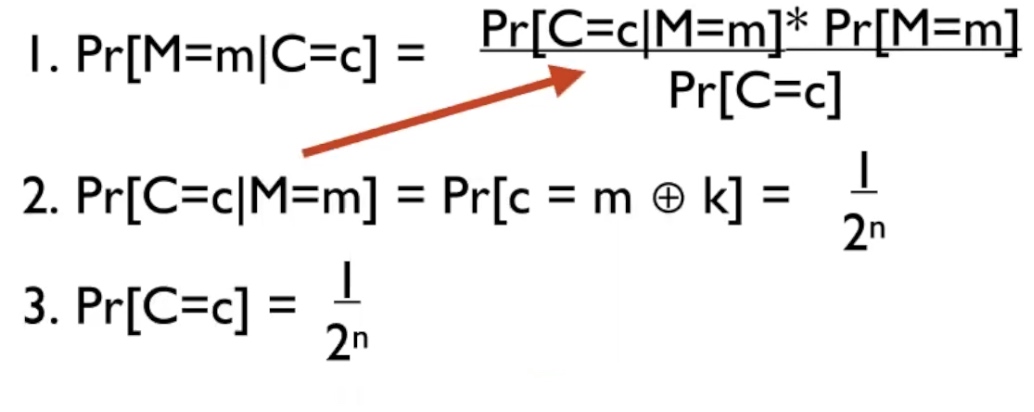 1. Pr[M=m|C=c] = Pr[C=c|M=m]* Pr[M=m]
Pr[C=c]
2. Pr[C=c|M=m] = Pr[c = m ⊕ k] = 1
2ⁿ
3. Pr[C=c] = 1
2ⁿ